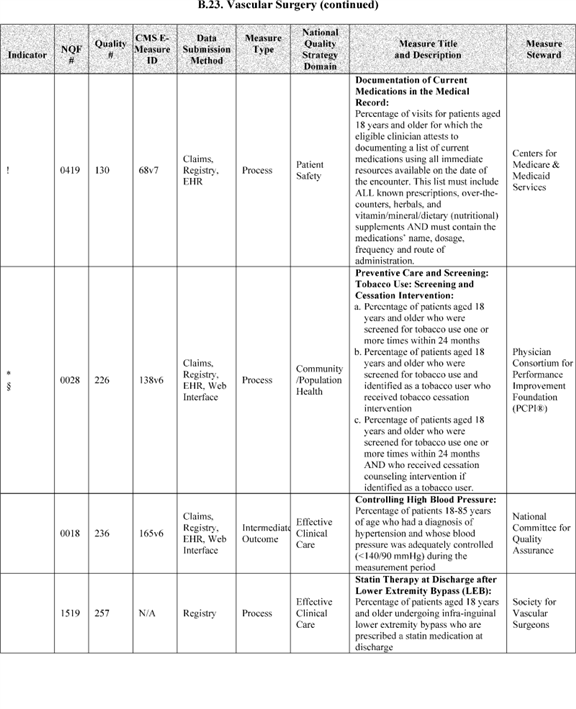 B.23. Vascular Surgery (continued)
Indicator
NQF
#
Quality
#
CMS E-
Measure
ID
Data
Submission
Method
Measure
Type
National
Quality
Strategy
Domain
Measure Title
and Description
Measure
Steward
!
0419
130
68v7
Claims,
Registry,
EHR
Process
Patient
Safety
Documentation of Current
Medications in the Medical
Record:
Percentage of visits for patients aged
18 years and older for which the
eligible clinician attests to
documenting a list of current
medications using all immediate
resources available on the date of
the encounter. This list must include
ALL known prescriptions, over-the-
counters, herbals, and
vitamin/mineral/dietary (nutritional)
supplements AND must contain the
medications' name, dosage,
frequency and route of
administration.
Centers for
Medicare &
Medicaid
Services
*
§
0028
226
138v6
Claims,
Registry,
EHR, Web
Interface
Process
Community
/Population
Health
Preventive Care and Screening:
Tobacco Use: Screening and
Cessation Intervention:
a. Percentage of patients aged 18
years and older who were
screened for tobacco use one or
more times within 24 months
b. Percentage of patients aged 18
years and older who were
screened for tobacco use and
identified as a tobacco user who
received tobacco cessation
intervention
c. Percentage of patients aged 18
years and older who were
screened for tobacco use one or
more times within 24 months
AND who received cessation
counseling intervention if
identified as a tobacco user.
Physician
Consortium for
Performance
Improvement
Foundation
(PCPI®)
0018
236
165v6
Claims,
Registry,
EHR, Web
Interface
Intermediate
Outcome
Effective
Clinical
Care
Controlling High Blood Pressure:
Percentage of patients 18-85 years
of age who had a diagnosis of
hypertension and whose blood
pressure was adequately controlled
(<140/90 mmHg) during the
measurement period
National
Committee for
Quality
Assurance
1519
257
N/A
Registry
Process
Effective
Clinical
Care
Statin Therapy at Discharge after
Lower Extremity Bypass (LEB):
Percentage of patients aged 18 years
and older undergoing infra-inguinal
lower extremity bypass who are
prescribed a statin medication at
discharge
Society for
Vascular
Surgeons